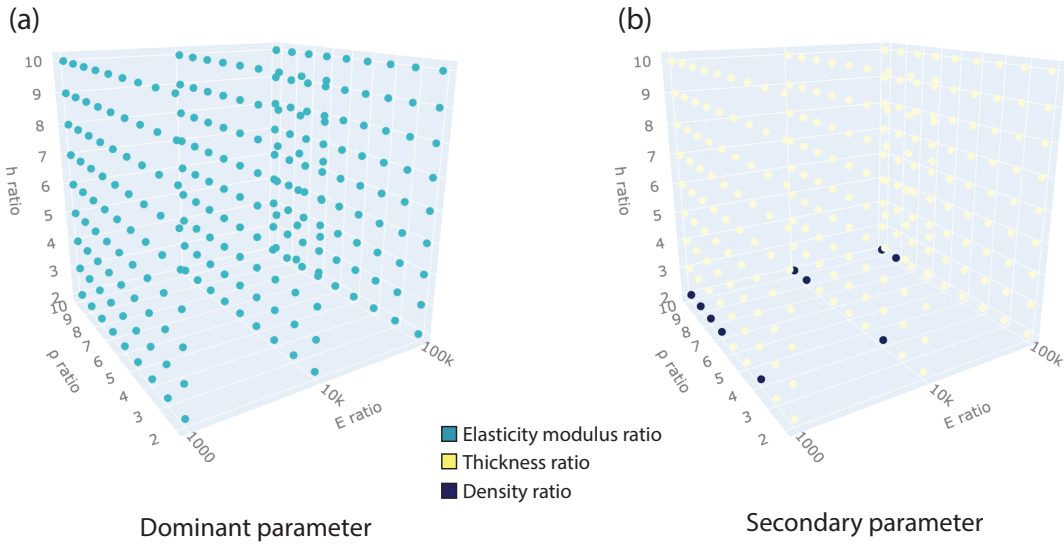 (a)
(b)
10
9
8
7
6
5
4
3
2
h ratio
10
9
8
7
6
5
4
3
2
ρ ratio
1000
10k
100k
E ratio
10
9
8
7
6
5
4
3
2
h ratio
10
9
8
7
6
5
4
3
2
ρ ratio
1000
10k
100k
E ratio
Elasticity modulus ratio
Thickness ratio
Density ratio
Dominant parameter
Secondary parameter